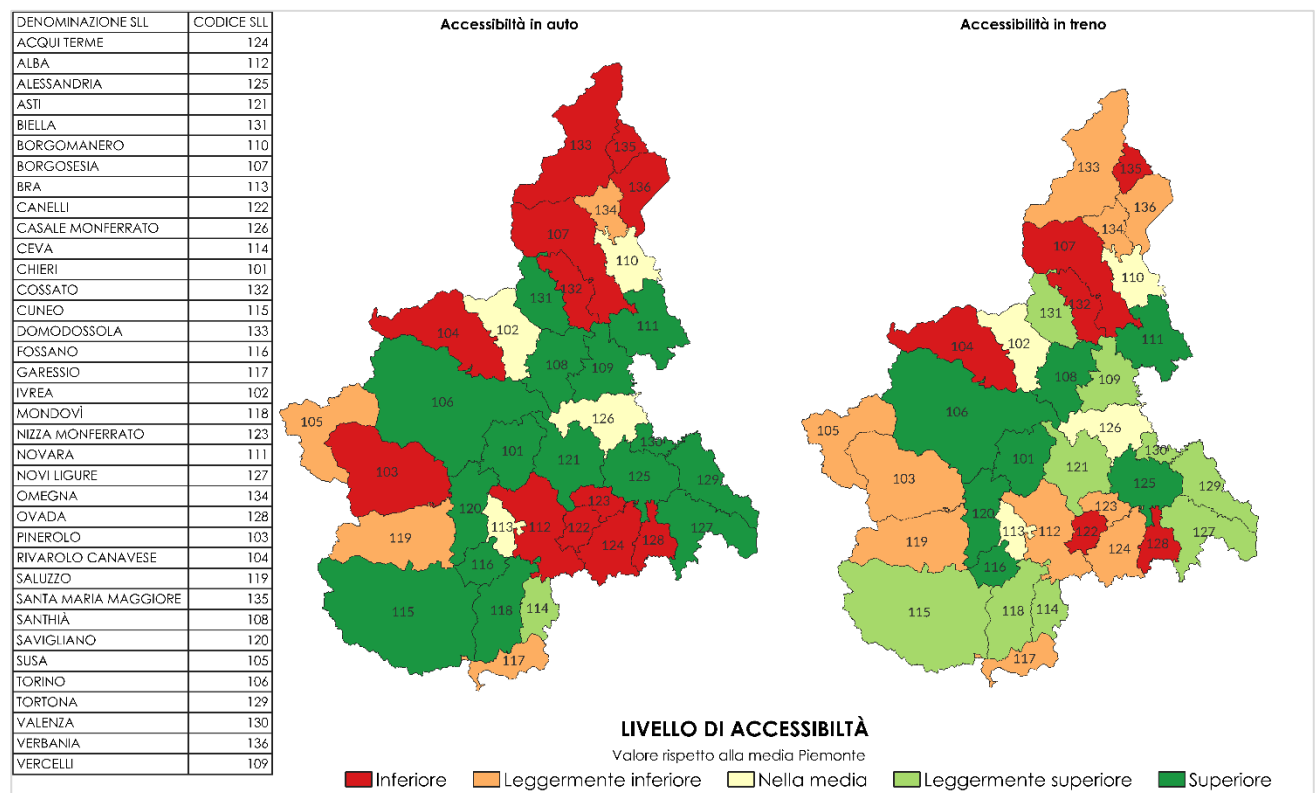 DENOMINAZIONE SLL CODICE SLL
ACQUI TERME 124
ALBA 112
ALESSANDRIA 125
ASTI 121
BIELLA 131
BORGOMANERO 110
BORGOSESIA 107
BRA 113
CANELLI 122
CASALE MONFERRATO 126
CEVA 114
CHIERI 101
COSSATO 132
CUNEO 115
DOMODOSSOLA 133
FOSSANO 116
GARESSIO 117
IVREA 102
MONDOVÌ 118
NIZZA MONFERRATO 123
NOVARA 111
NOVI LIGURE 127
OMEGNA 134
OVADA 128
PINEROLO 103
RIVAROLO CANAVESE 104
SALUZZO 119
SANTA MARIA MAGGIORE 135
SANTHIÀ 108
SAVIGLIANO 120
SUSA 105
TORINO 106
TORTONA 129
VALENZA 130
VERBANIA 136
VERCELLI 109
Accessibiltà in auto
133
135
136
134
107
110
132
131
111
104
102
108
109
106
105
126
101
121
130
103
125
129
120
123
113
112
122
127
119
124
128
116
115
118
114
117
Accessibilità in treno
133
135
136
134
107
110
132
131
111
104
102
108
109
106
105
126
101
121
130
103
125
129
120
123
113
112
122
127
119
124
128
116
115
118
114
117
LIVELLO DI ACCESSIBILTÀ
Valore rispetto alla media Piemonte
Inferiore Leggermente inferiore Nella media Leggermente superiore Superiore